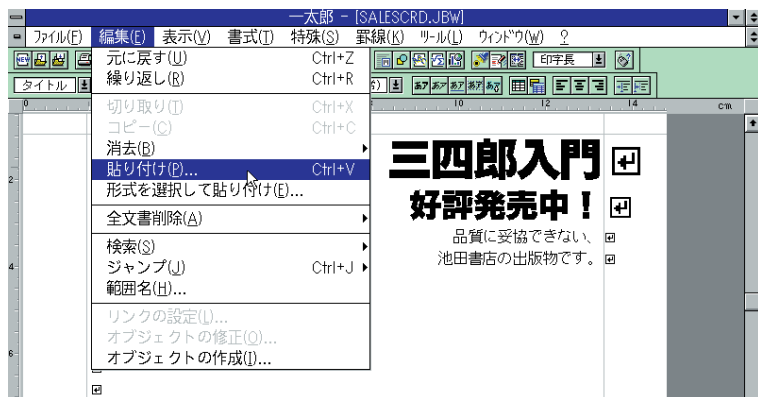 一太郎 - [SALESCRD.JBW]
ファイル(F) 編集(E) 表示(V) 書式(T) 特殊(S) 罫線(K) ツール(L) ウィンドウ(W) ?
印字長
タイトル
0 10 12 14 cm
元に戻す(U) Ctrl+Z
繰り返し(R) Ctrl+R
切り取り(T) Ctrl+X
コピー(C) Ctrl+C
消去(B)
貼り付け(P)... Ctrl+V
形式を選択して貼り付け(E)...
全文書削除(A)
検索(S)
ジャンプ(J) Ctrl+J
範囲名(H)...
リンクの設定(L)...
オブジェクトの修正(O)...
オブジェクトの作成(I)...
2
4
6
三四郎入門
好評発売中！
品質に妥協できない、
池田書店の出版物です。